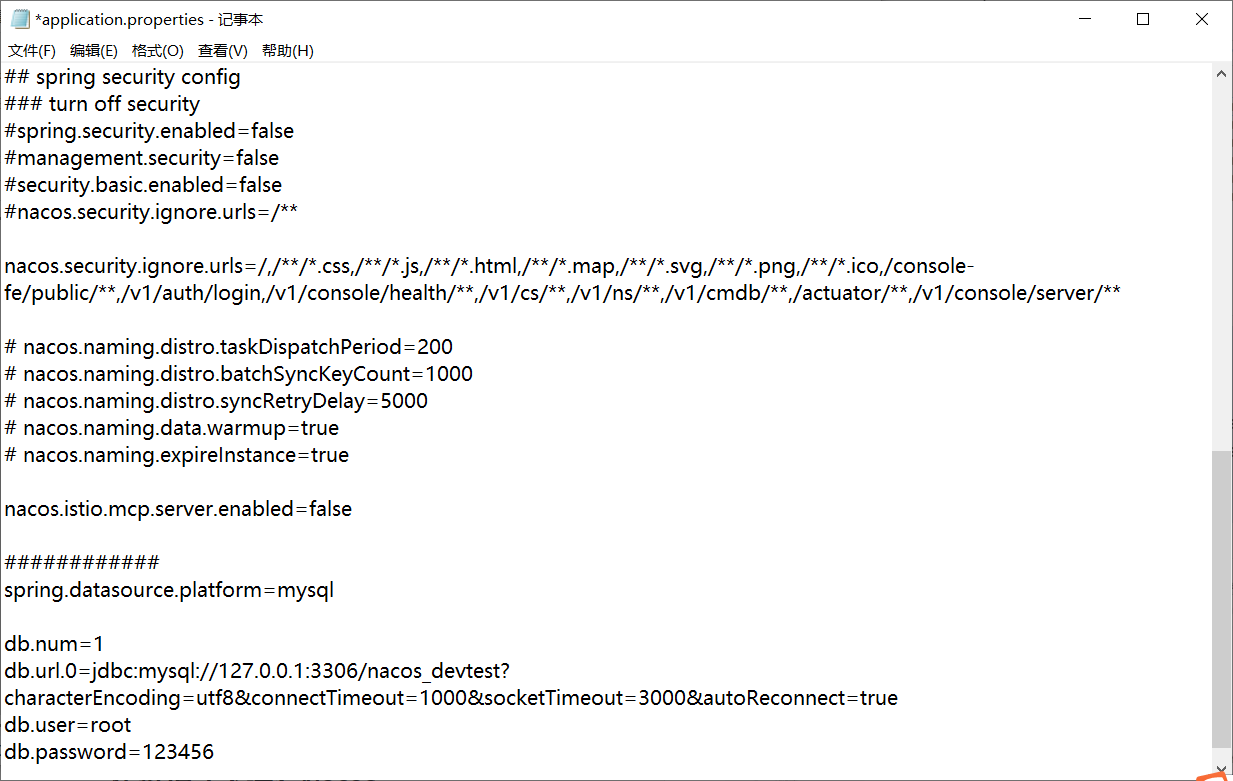 *application.properties - 记事本
文件(F) 编辑(E) 格式(O) 查看(V) 帮助(H)
## spring security config
### turn off security
#spring.security.enabled=false
#management.security=false
#security.basic.enabled=false
#nacos.security.ignore.urls=/**
nacos.security.ignore.urls=/,/**/*.css,/**/*.js,/**/*.html,/**/*.map,/**/*.svg,/**/*.png,/**/*.ico,/console-
fe/public/**,/v1/auth/login,/v1/console/health/**,/v1/cs/**,/v1/ns/**,/v1/cmdb/**,/actuator/**,/v1/console/server/**
# nacos.naming.distro.taskDispatchPeriod=200
# nacos.naming.distro.batchSyncKeyCount=1000
# nacos.naming.distro.syncRetryDelay=5000
# nacos.naming.data.warmup=true
# nacos.naming.expireInstance=true
nacos.istio.mcp.server.enabled=false
############
spring.datasource.platform=mysql
db.num=1
db.url.0=jdbc:mysql://127.0.0.1:3306/nacos_devtest?
characterEncoding=utf8&connectTimeout=1000&socketTimeout=3000&autoReconnect=true
db.user=root
db.password=123456